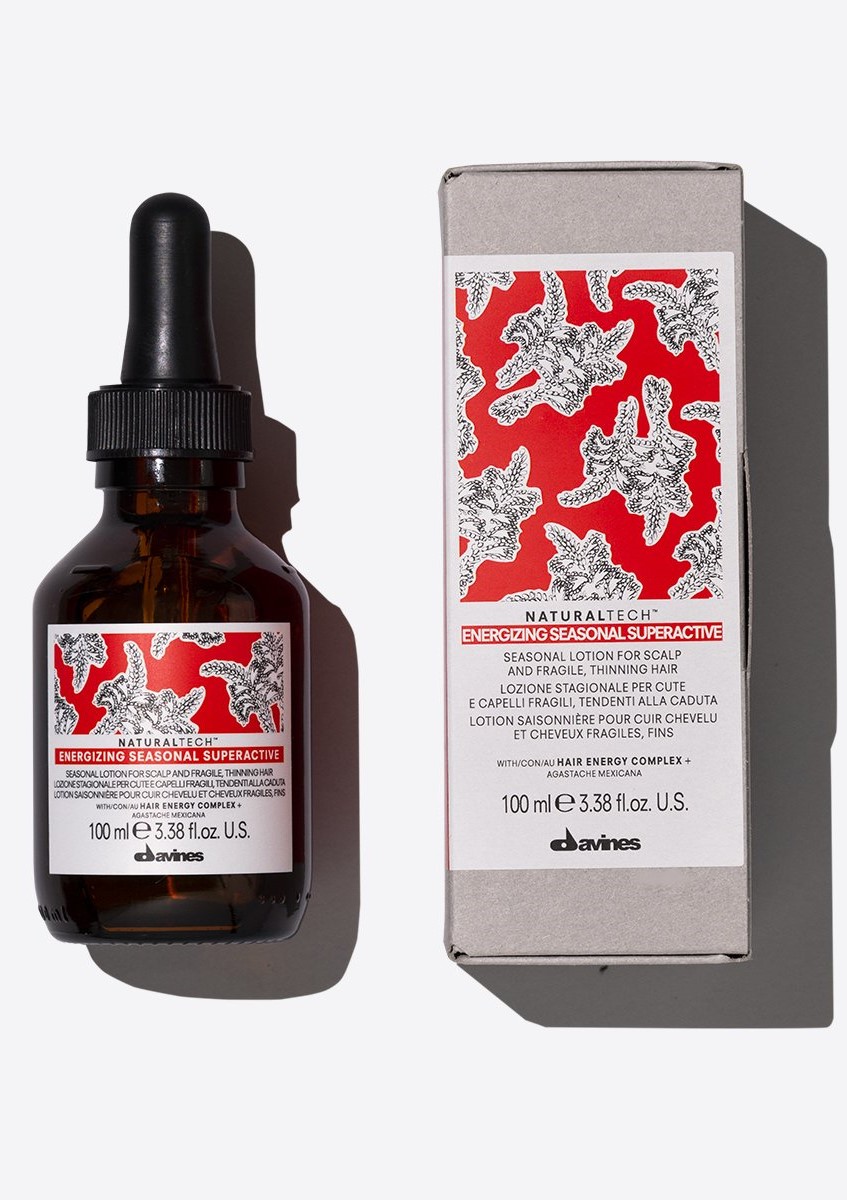 NATURALTECH™
ENERGIZING SEASONAL SUPERACTIVE
SEASONAL LOTION FOR SCALP AND FRAGILE, THINNING HAIR
LOZIONE STAGIONALE PER CUTE E CAPELLI FRAGILI, TENDENTI ALLA CADUTA
LOTION SAISONNIÈRE POUR CUIR CHEVELU ET CHEVEUX FRAGILES, FINS
WITH/CON/AU HAIR ENERGY COMPLEX +
AGASTACHE MEXICANA
100 ml ℮ 3.38 fl.oz. U.S.
davines
NATURALTECH™
ENERGIZING SEASONAL SUPERACTIVE
SEASONAL LOTION FOR SCALP
AND FRAGILE, THINNING HAIR
LOZIONE STAGIONALE PER CUTE
E CAPELLI FRAGILI, TENDENTI ALLA CADUTA
LOTION SAISONNIÈRE POUR CUIR CHEVELU
ET CHEVEUX FRAGILES, FINS
WITH/CON/AU HAIR ENERGY COMPLEX +
AGASTACHE MEXICANA
100 ml ℮ 3.38 fl.oz. U.S.
davines